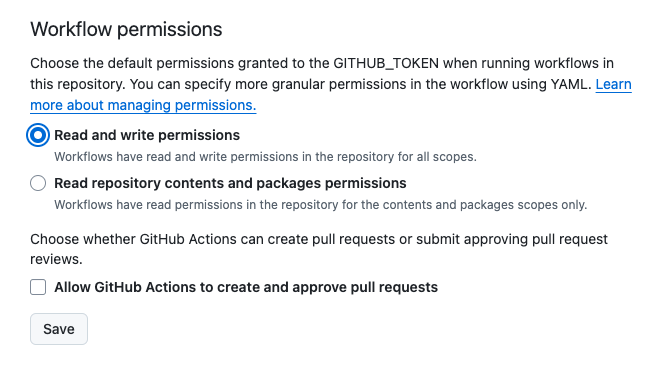 Workflow permissions
Choose the default permissions granted to the GITHUB_TOKEN when running workflows in
this repository. You can specify more granular permissions in the workflow using YAML. Learn
more about managing permissions.
Read and write permissions
Workflows have read and write permissions in the repository for all scopes.
Read repository contents and packages permissions
Workflows have read permissions in the repository for the contents and packages scopes only.
Choose whether GitHub Actions can create pull requests or submit approving pull request
reviews.
Allow GitHub Actions to create and approve pull requests
Save